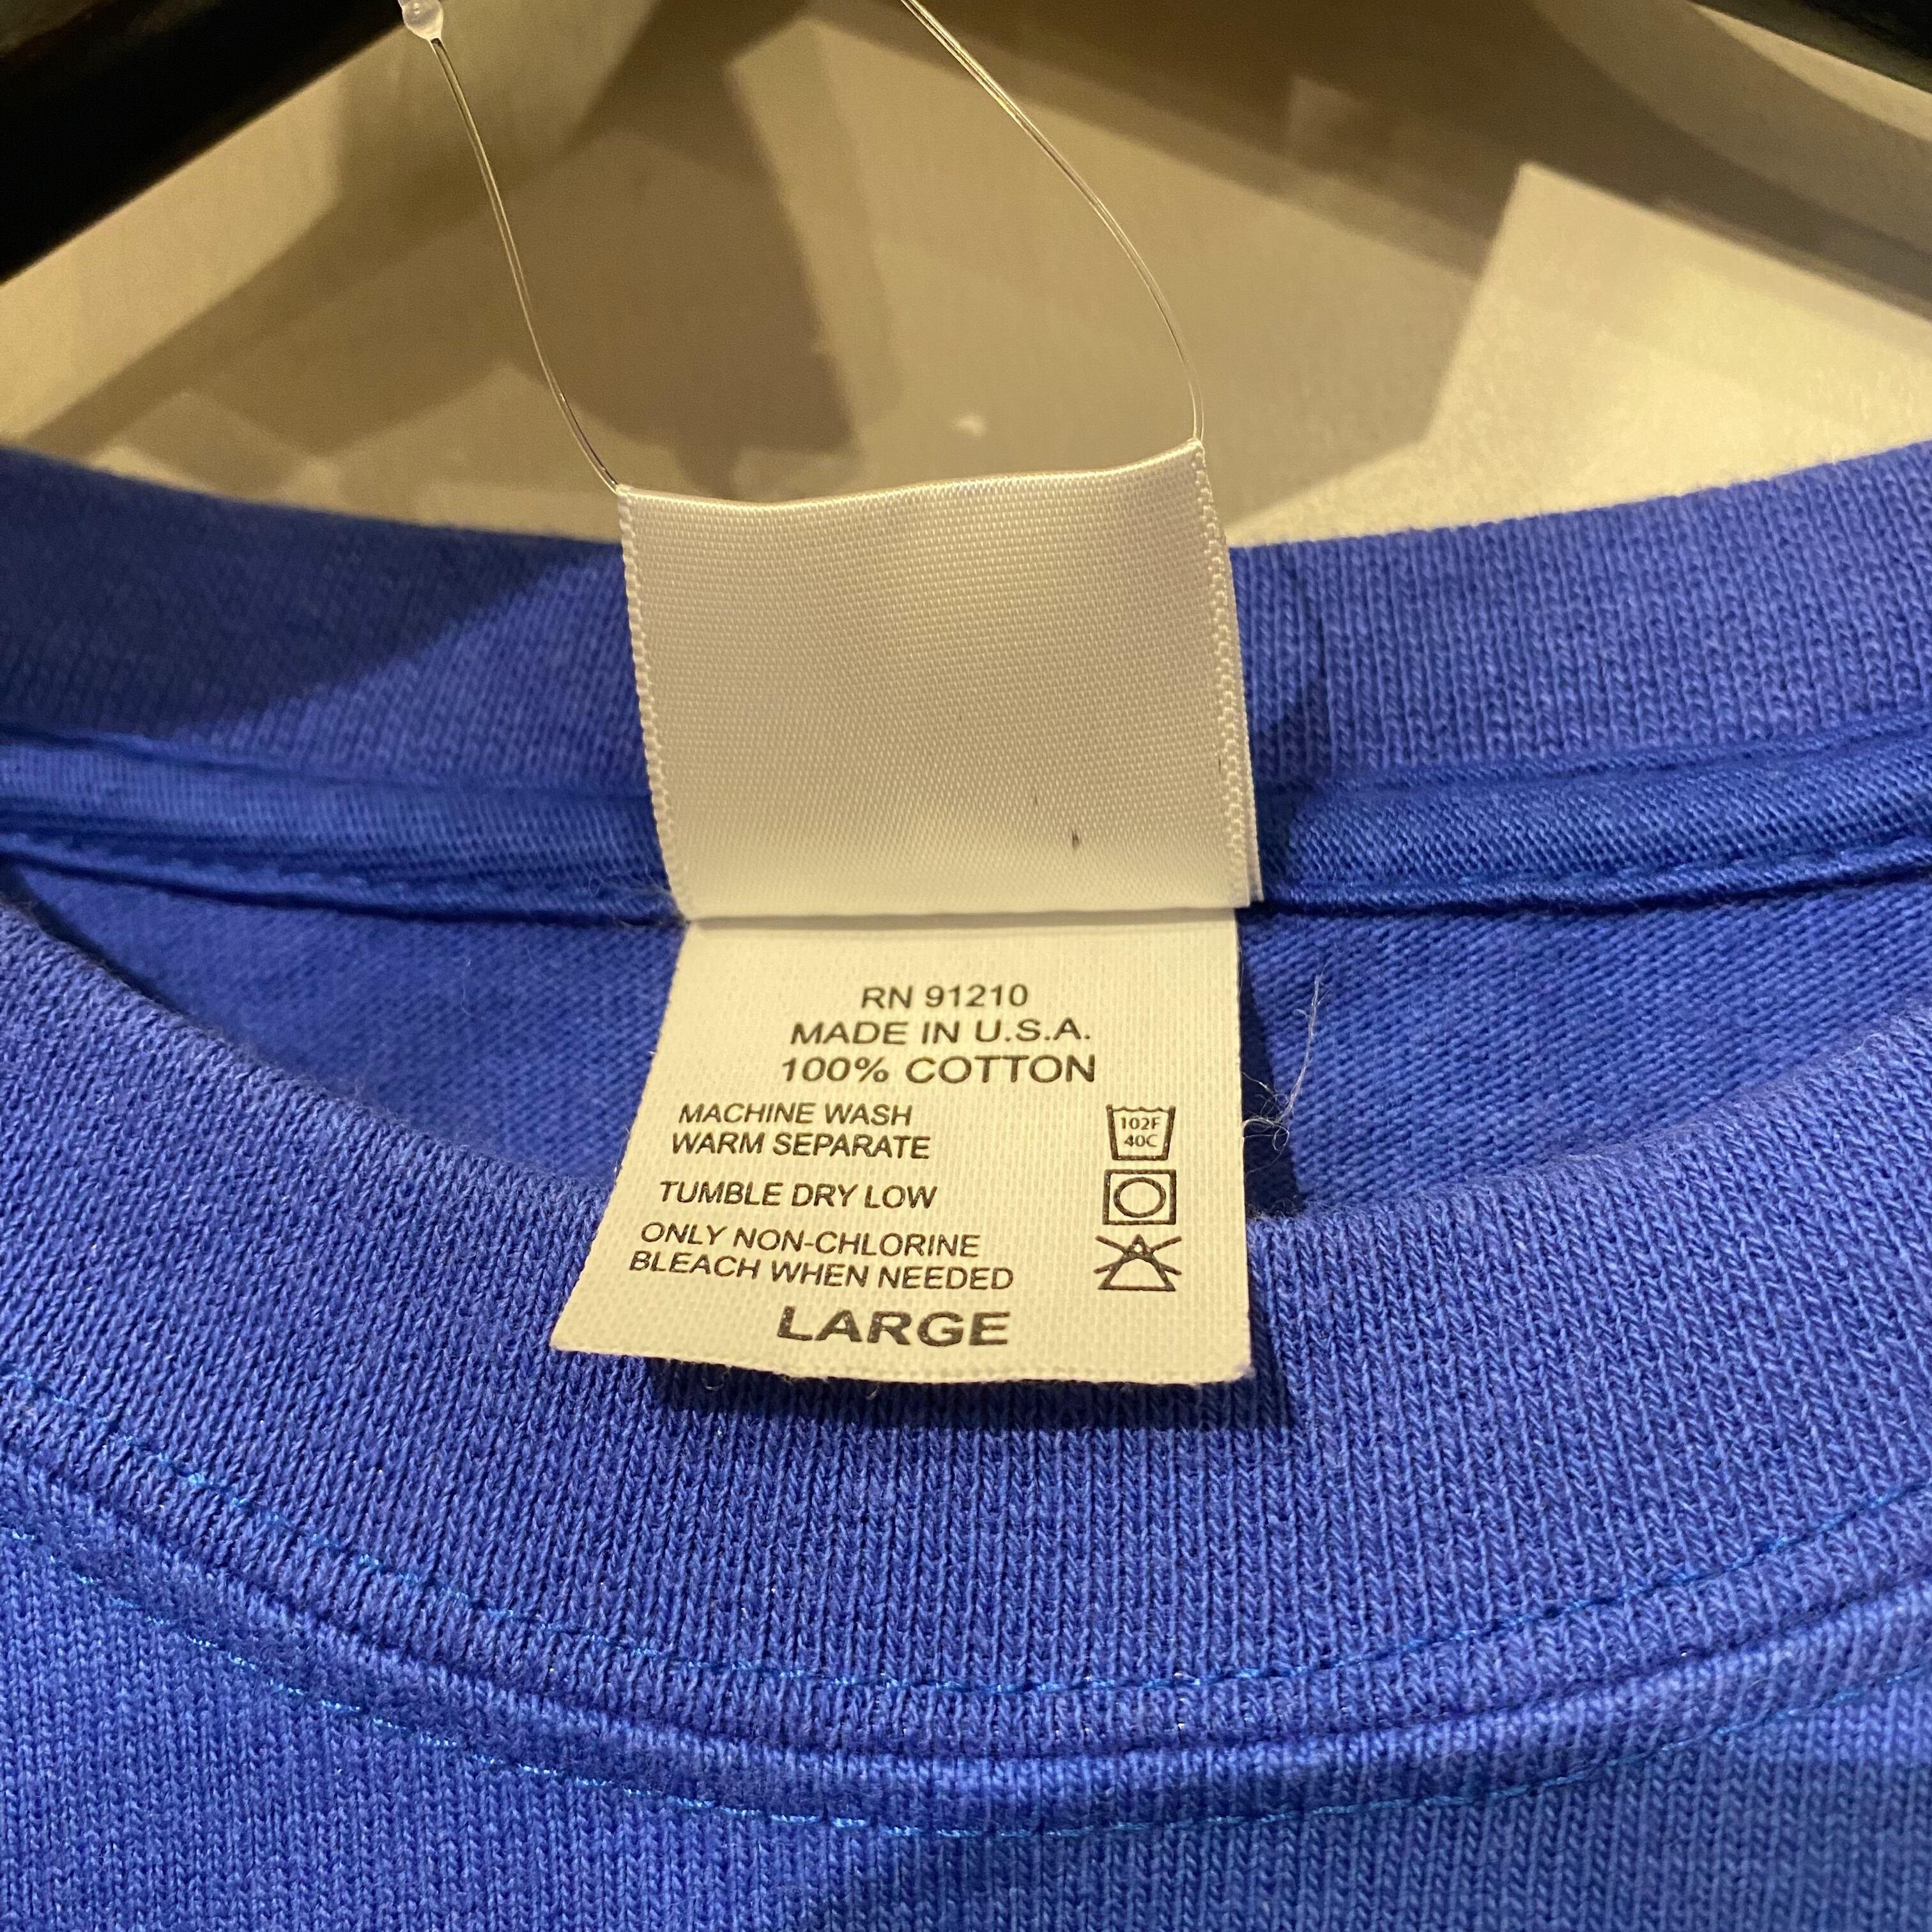 RN 91210
MADE IN U.S.A.
100% COTTON
MACHINE WASH
WARM SEPARATE
102F
40C
TUMBLE DRY LOW
ONLY NON-CHLORINE
BLEACH WHEN NEEDED
LARGE